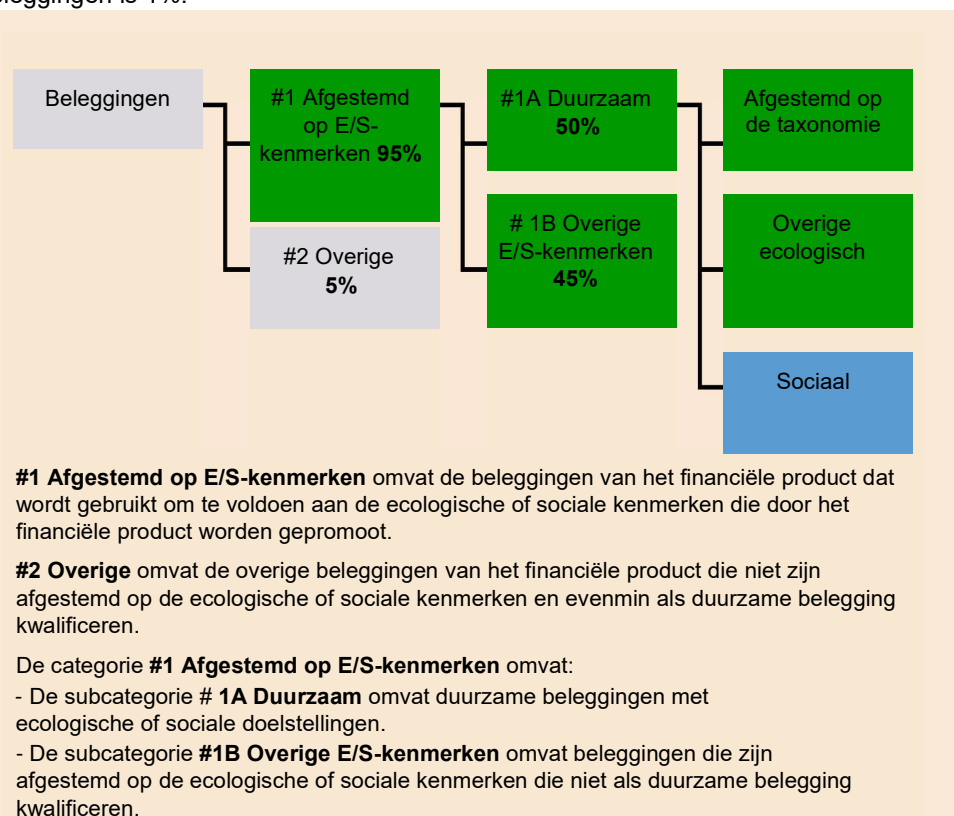 Beleggingen
#1 Afgestemd
op E/S-
kenmerken 95%
#2 Overige
5%
#1A Duurzaam
50%
# 1B Overige
E/S-kenmerken
45%
Afgestemd op
de taxonomie
Overige
ecologisch
Sociaal
#1 Afgestemd op E/S-kenmerken omvat de beleggingen van het financiële product dat
wordt gebruikt om te voldoen aan de ecologische of sociale kenmerken die door het
financiële product worden gepromoot.
#2 Overige omvat de overige beleggingen van het financiële product die niet zijn
afgestemd op de ecologische of sociale kenmerken en evenmin als duurzame belegging
kwalificeren.
De categorie #1 Afgestemd op E/S-kenmerken omvat:
- De subcategorie # 1A Duurzaam omvat duurzame beleggingen met
ecologische of sociale doelstellingen.
- De subcategorie #1B Overige E/S-kenmerken omvat beleggingen die zijn
afgestemd op de ecologische of sociale kenmerken die niet als duurzame belegging
kwalificeren.